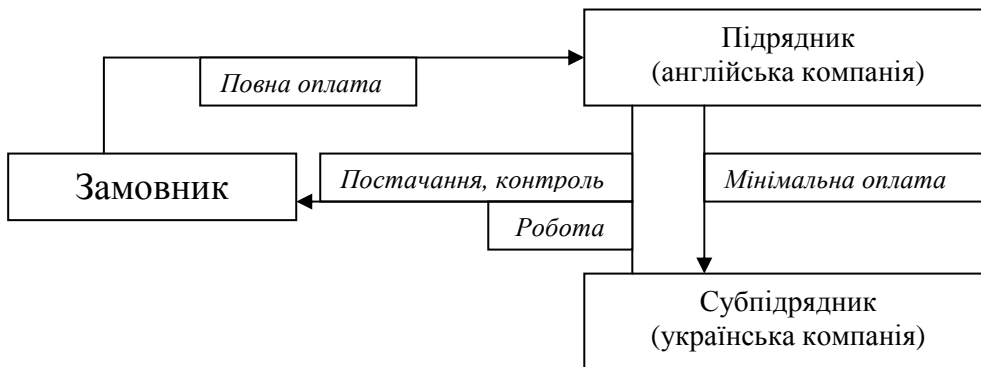 Підрядник
(англійська компанія)
Повна оплата
Замовник
Постачання, контроль
Мінімальна оплата
Робота
Субпідрядник
(українська компанія)